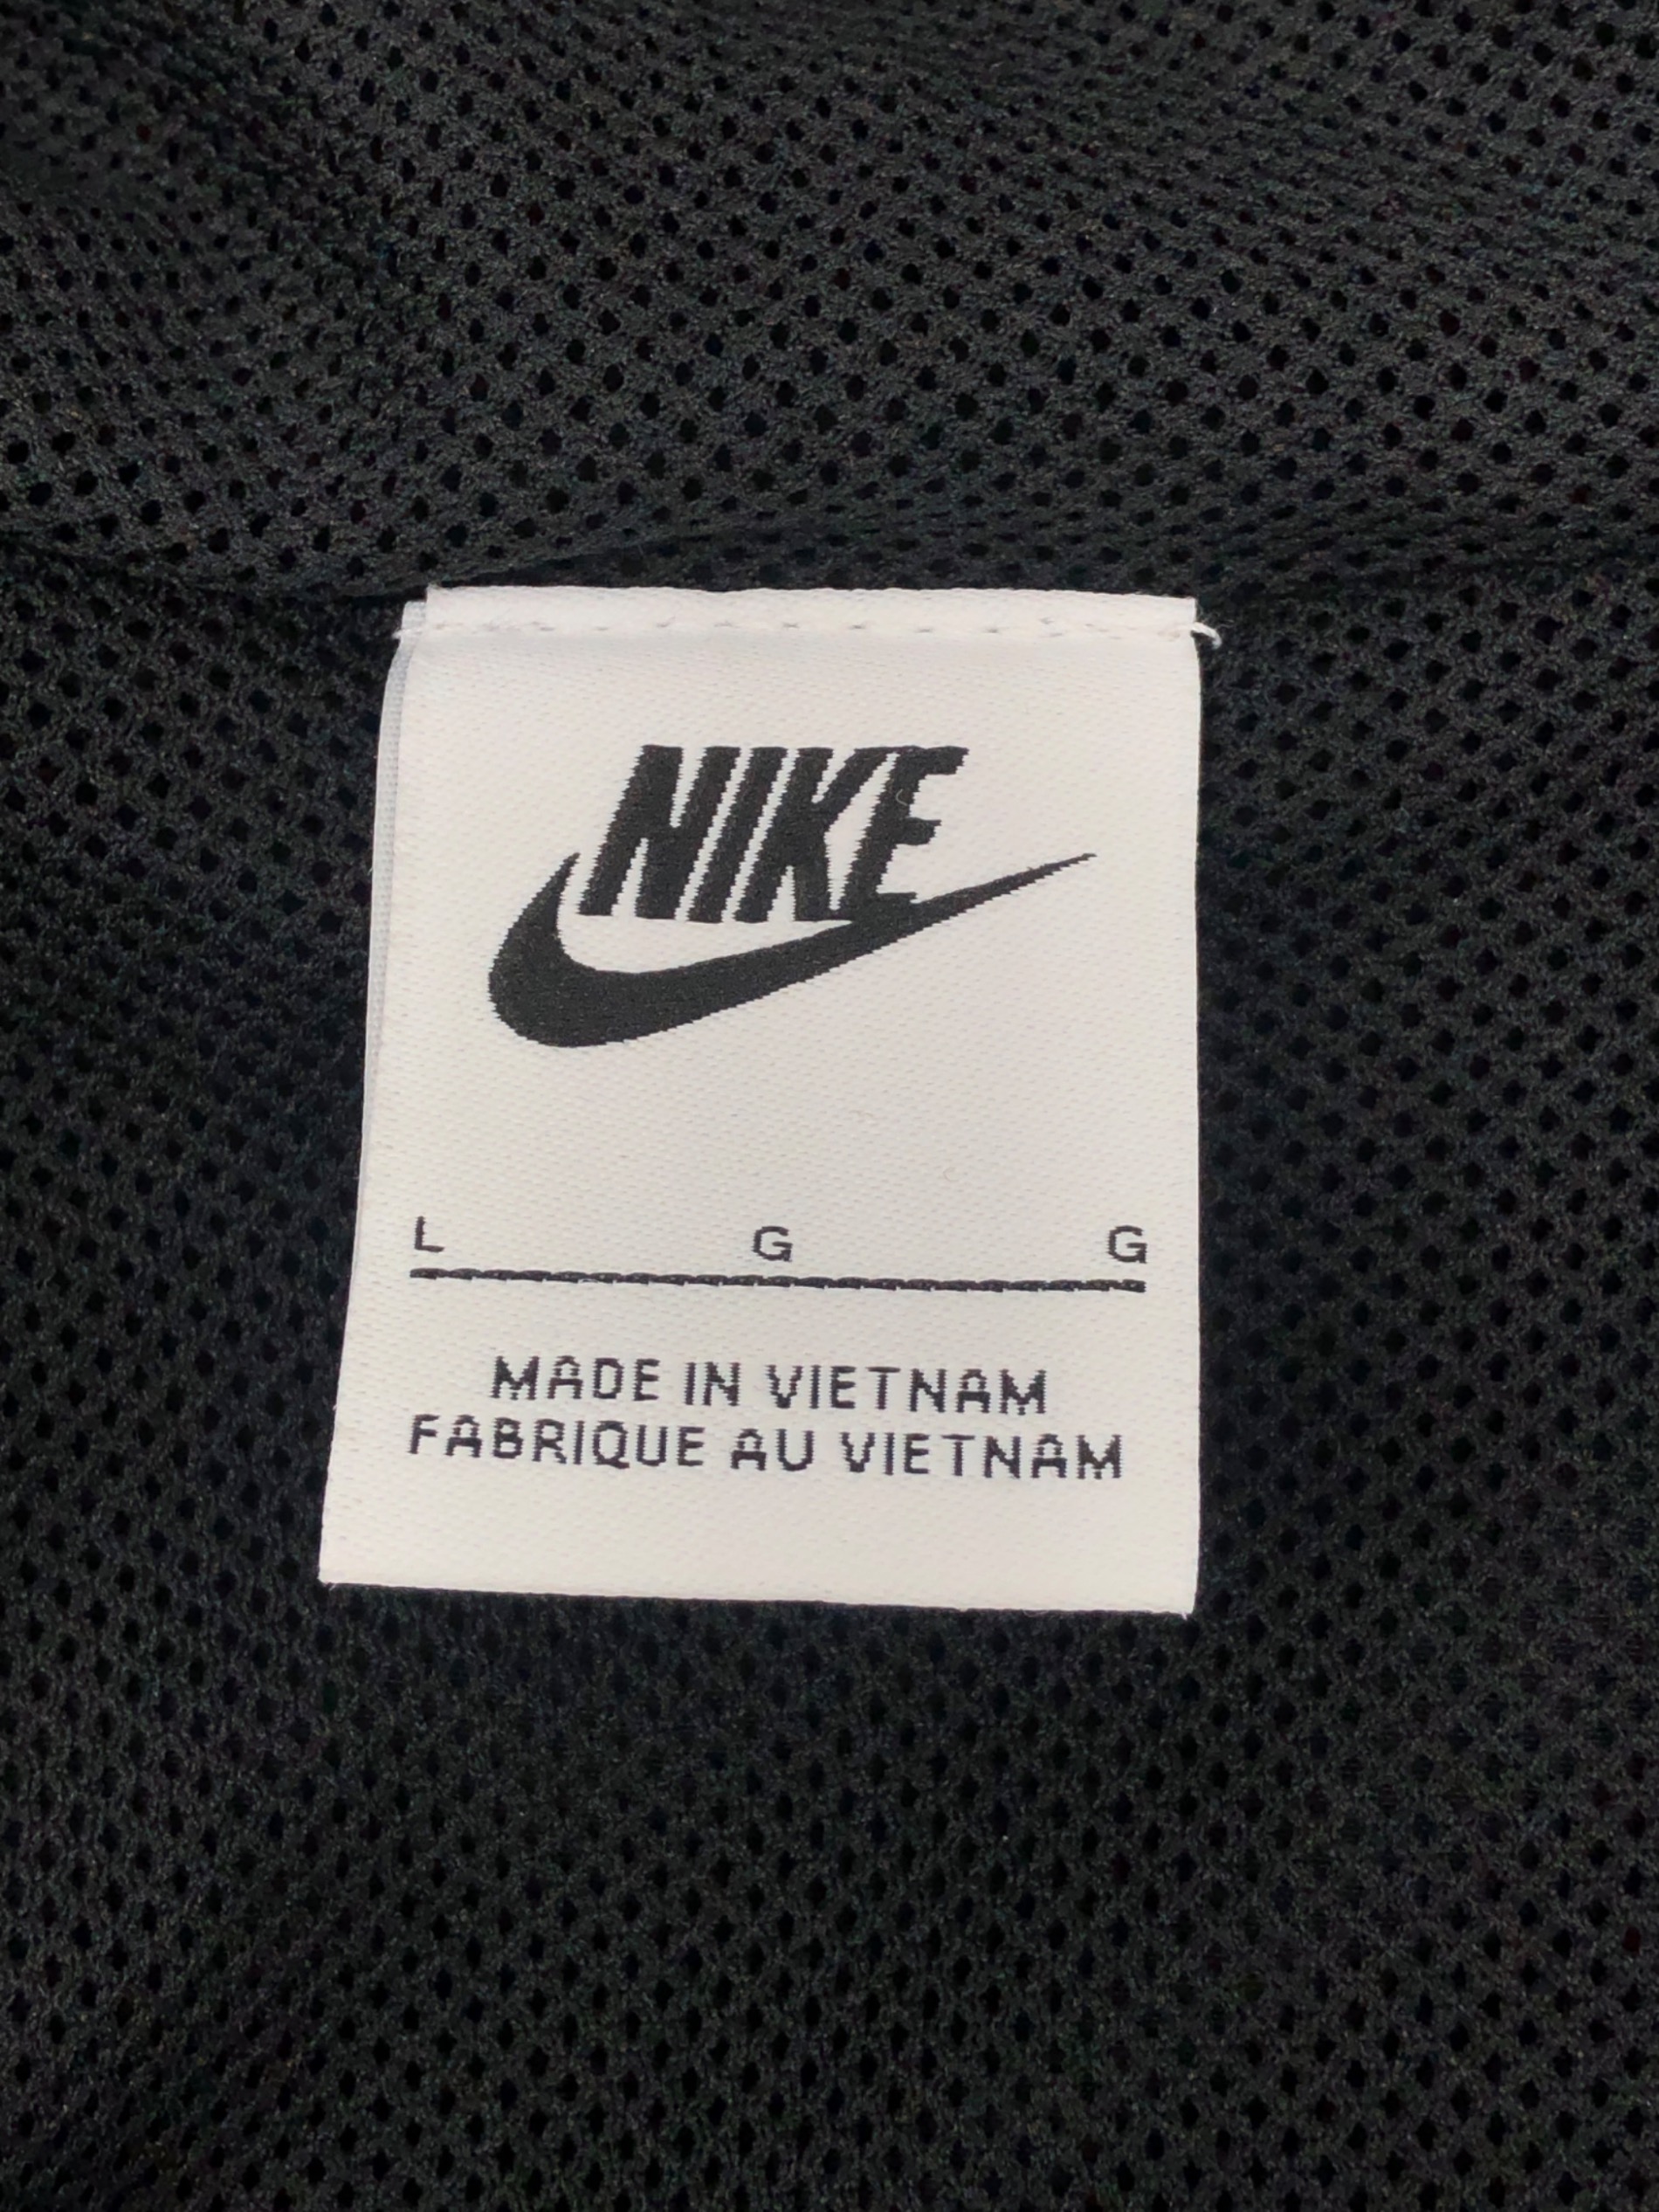 NIKE
L G G
MADE IN VIETNAM
FABRIQUE AU VIETNAM